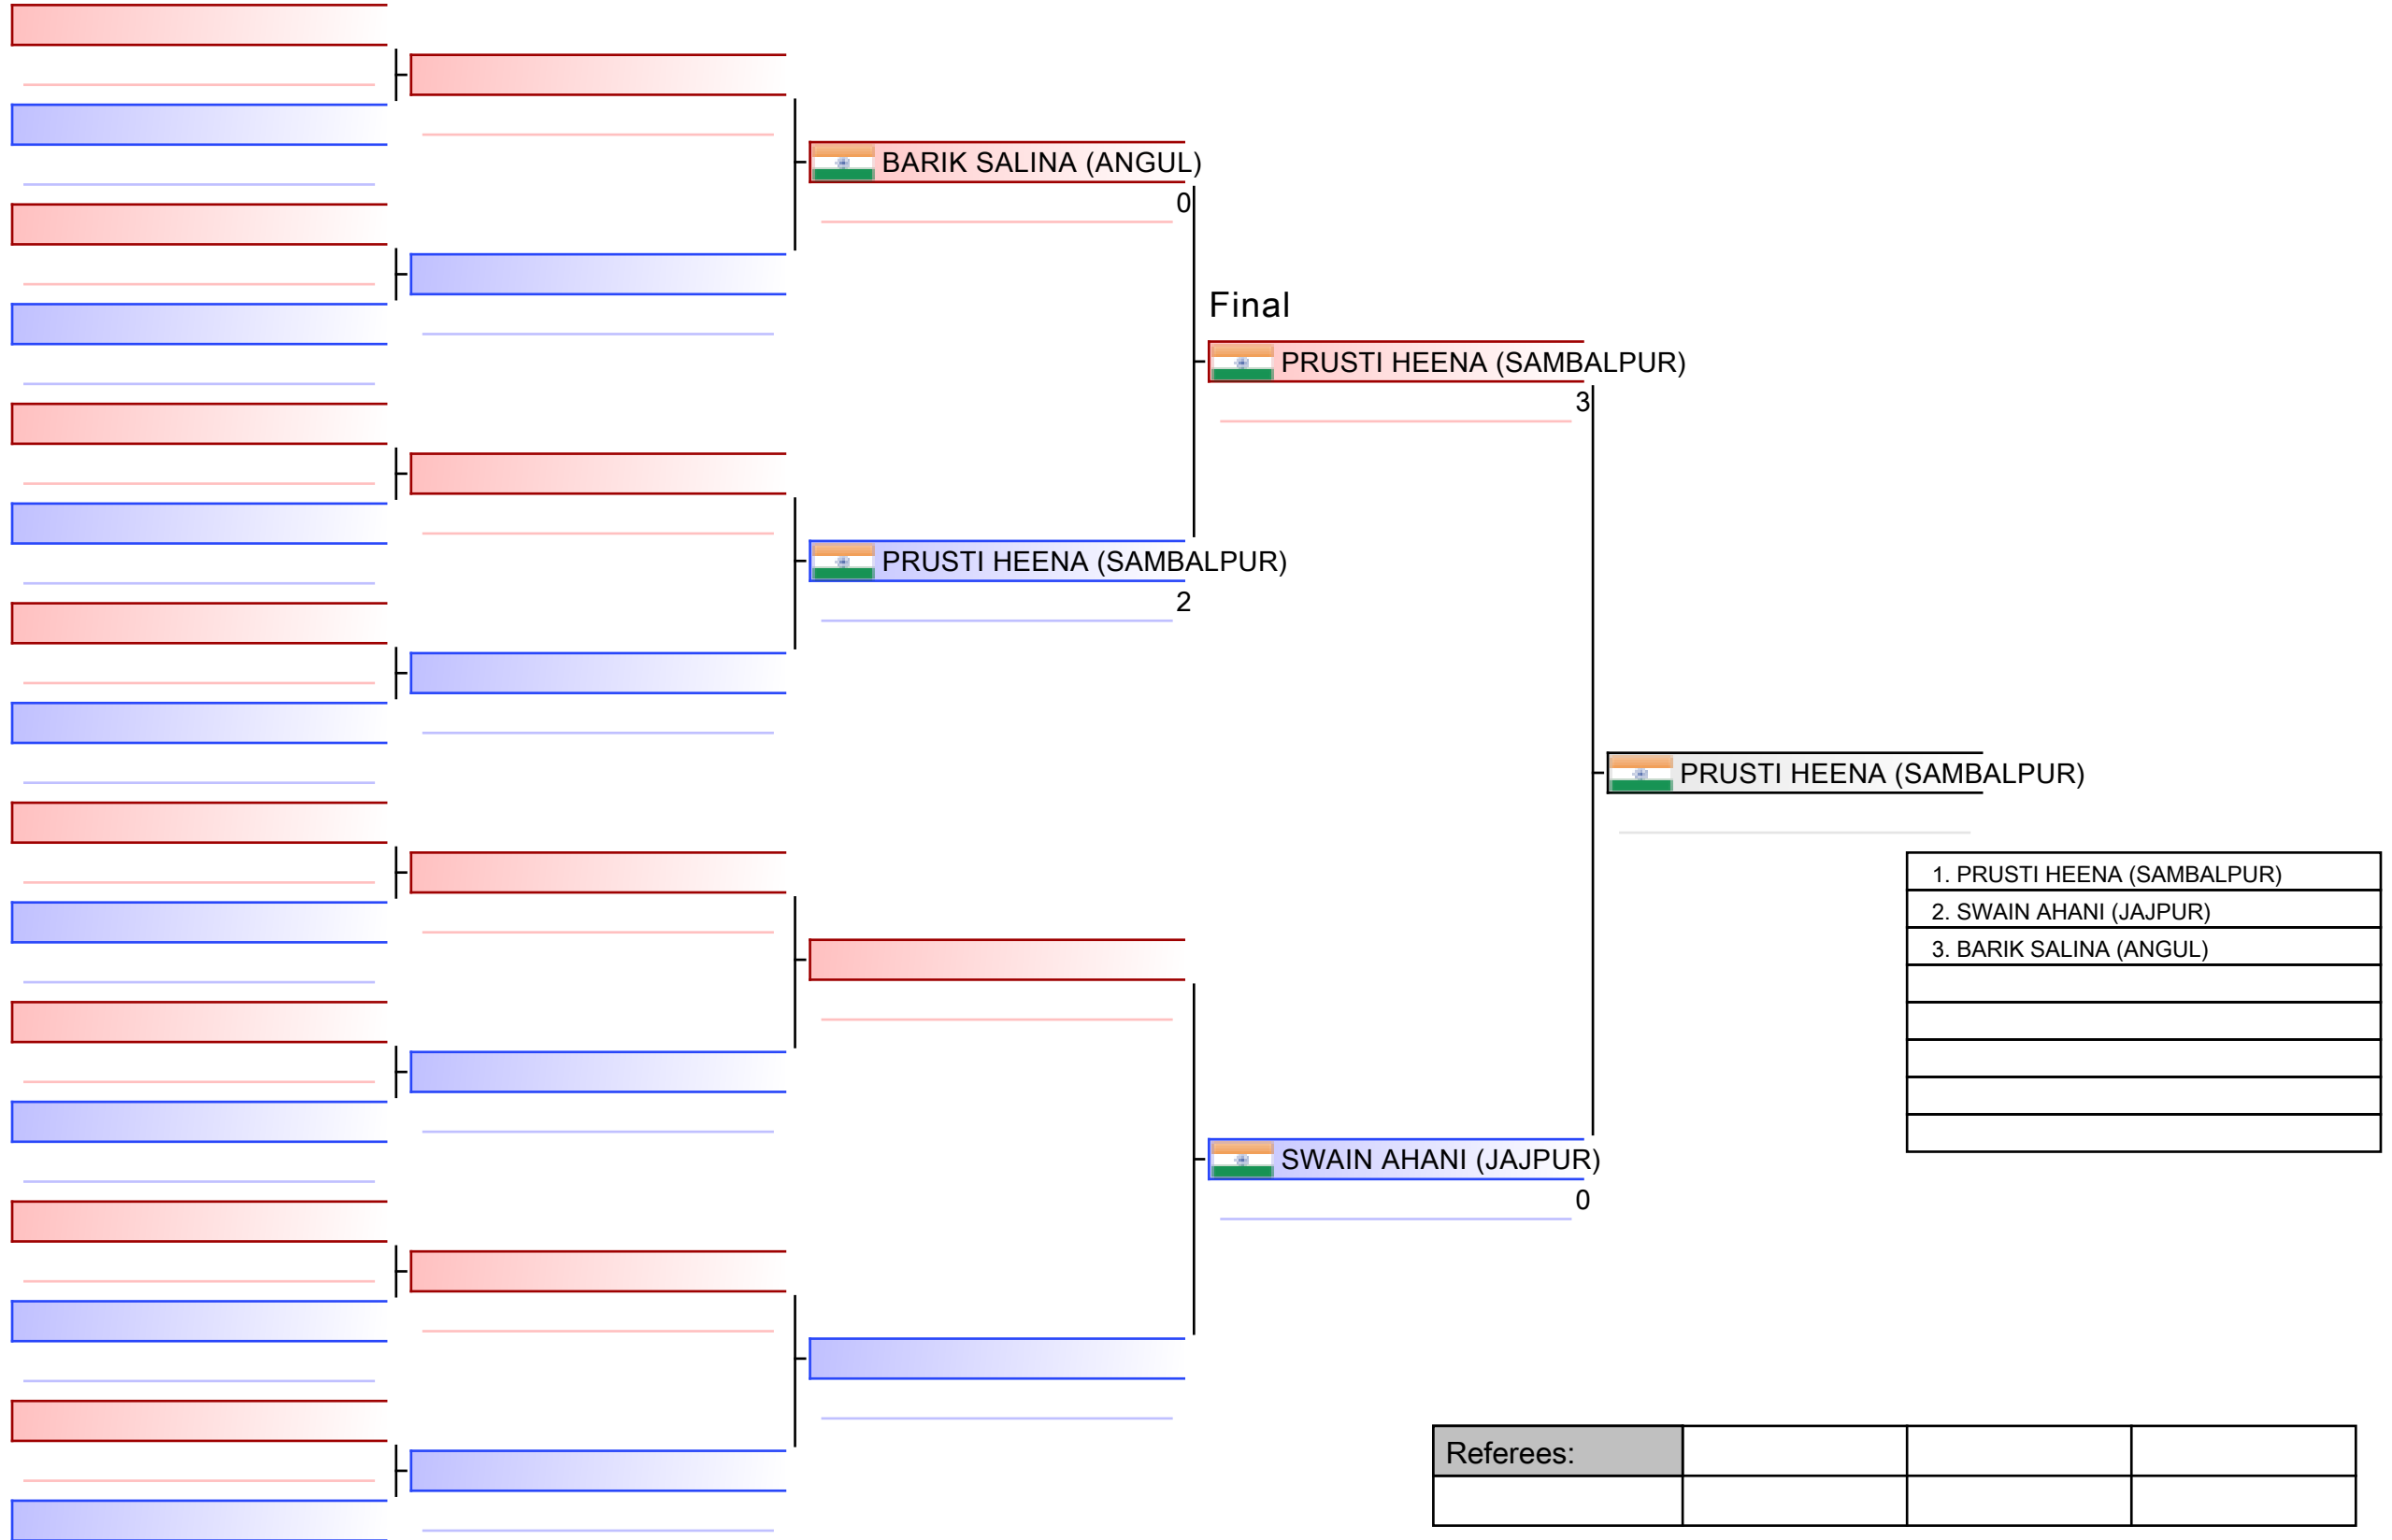 BARIK SALINA (ANGUL)
0
Final
PRUSTI HEENA (SAMBALPUR)
3
PRUSTI HEENA (SAMBALPUR)
2
PRUSTI HEENA (SAMBALPUR)
1. PRUSTI HEENA (SAMBALPUR)
2. SWAIN AHANI (JAJPUR)
3. BARIK SALINA (ANGUL)
SWAIN AHANI (JAJPUR)
0
Referees: